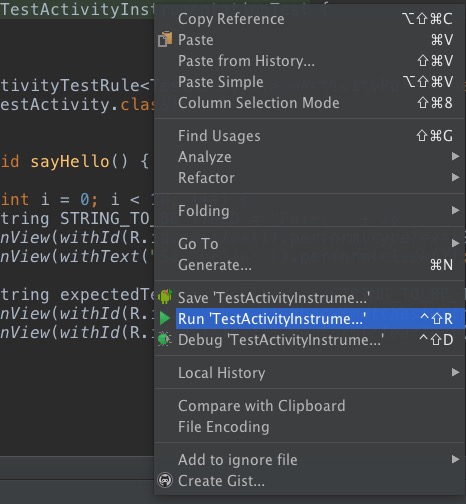 TestActivityIns
Copy Reference ⌥⇧⌘C
Paste ⌘V
Paste from History... ⇧⌘V
tivityTestRule<T
Paste Simple ⌥⇧⌘V
estActivity.clas
Column Selection Mode ⇧⌘8
Find Usages ⇧⌘G
id sayHello() {
Analyze
Refactor
int i = 0; i < 1
tring STRING_TO_
Folding
nView(withId(R.i
nView(withText("
Go To
Generate... ⌘N
tring expectedTe
Save 'TestActivityInstrume...'
nView(withId(R.i
Run 'TestActivityInstrume...' ^⇧R
nView(withId(R.i
Debug 'TestActivityInstrume...' ^⇧D
Local History
Compare with Clipboard
File Encoding
Add to ignore file
Create Gist...